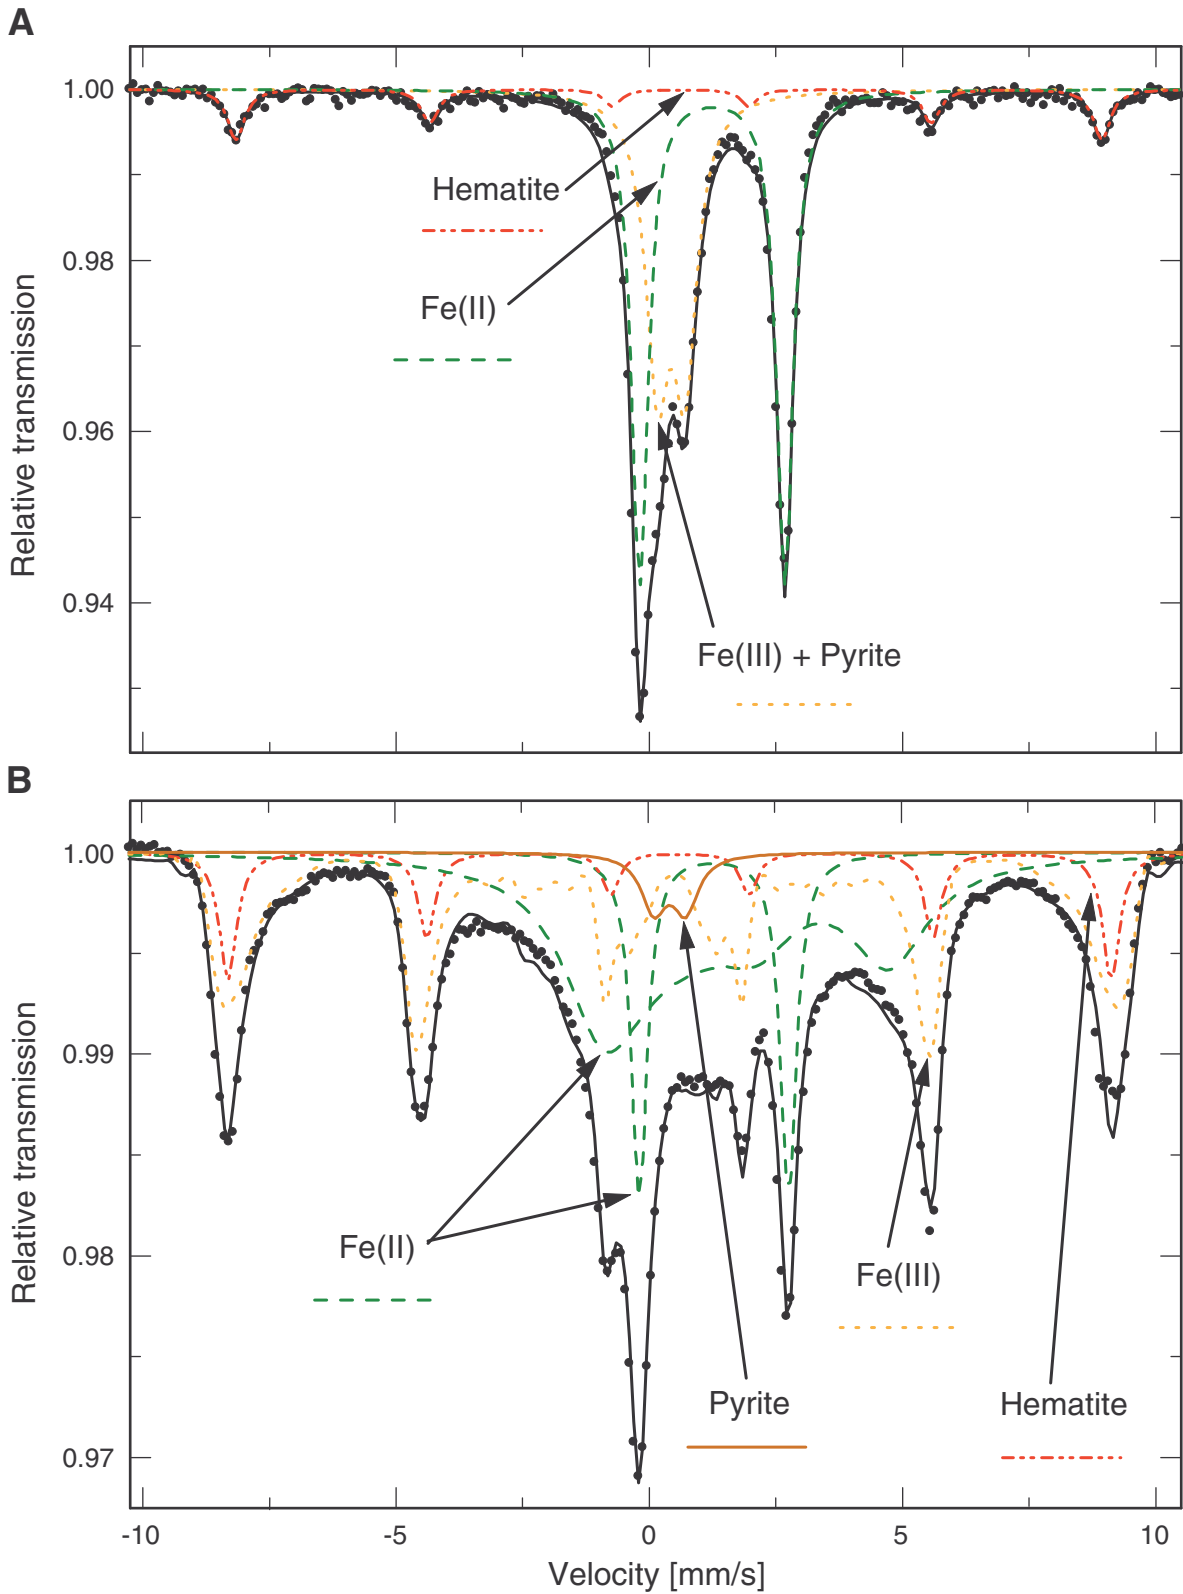 A
1.00
Hematite
0.98
Fe(II)
0.96
Relative transmission
0.94
Fe(III) + Pyrite
B
1.00
0.99
Relative transmission
Fe(II)
0.98
Fe(III)
Pyrite
Hematite
0.97
-10 -5 0 5 10
Velocity [mm/s]